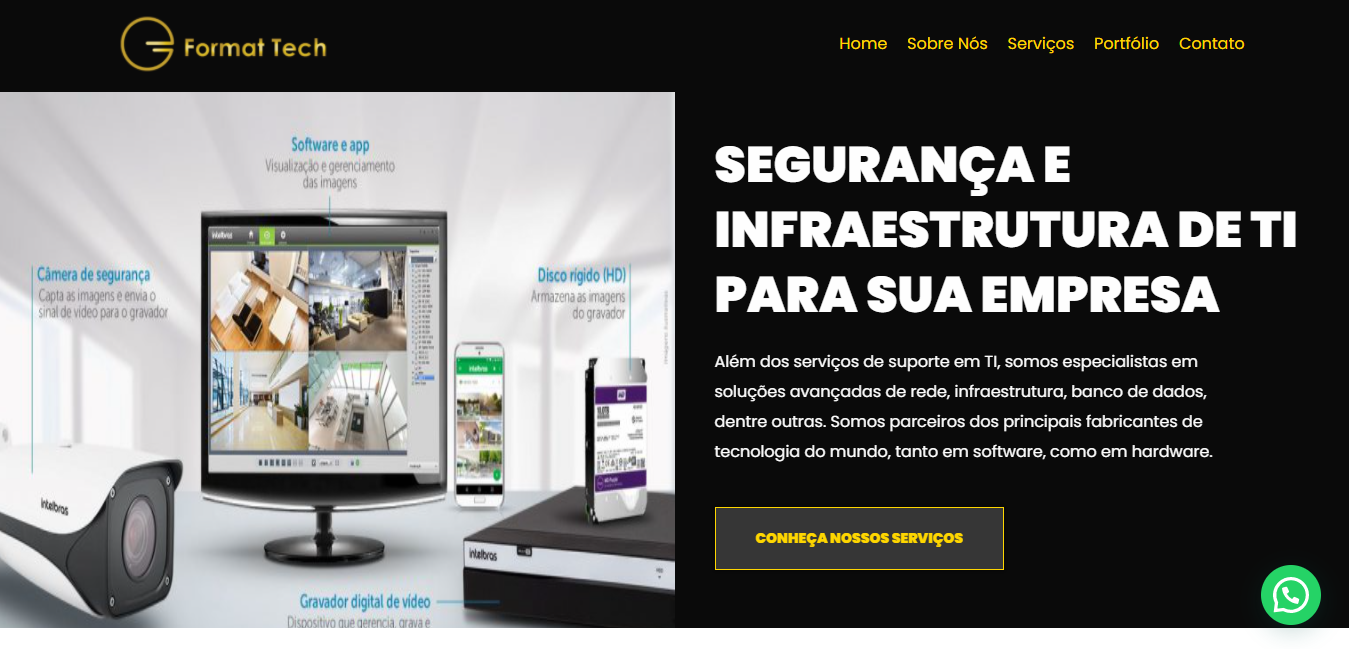 Format Tech
Home Sobre Nós Serviços Portfólio Contato
Software e app
Visualização e gerenciamento
das imagens
Câmera de segurança
Capta as imagens e envia o
sinal de vídeo para o gravador
Disco rígido (HD)
Armazena as imagens
do gravador
intelbras
intelbras
intelbras
intelbras
WD
Gravador digital de vídeo
Dispositivo que gerencia, grava e
SEGURANÇA E
INFRAESTRUTURA DE TI
PARA SUA EMPRESA
Além dos serviços de suporte em TI, somos especialistas em
soluções avançadas de rede, infraestrutura, banco de dados,
dentre outras. Somos parceiros dos principais fabricantes de
tecnologia do mundo, tanto em software, como em hardware.
CONHEÇA NOSSOS SERVIÇOS